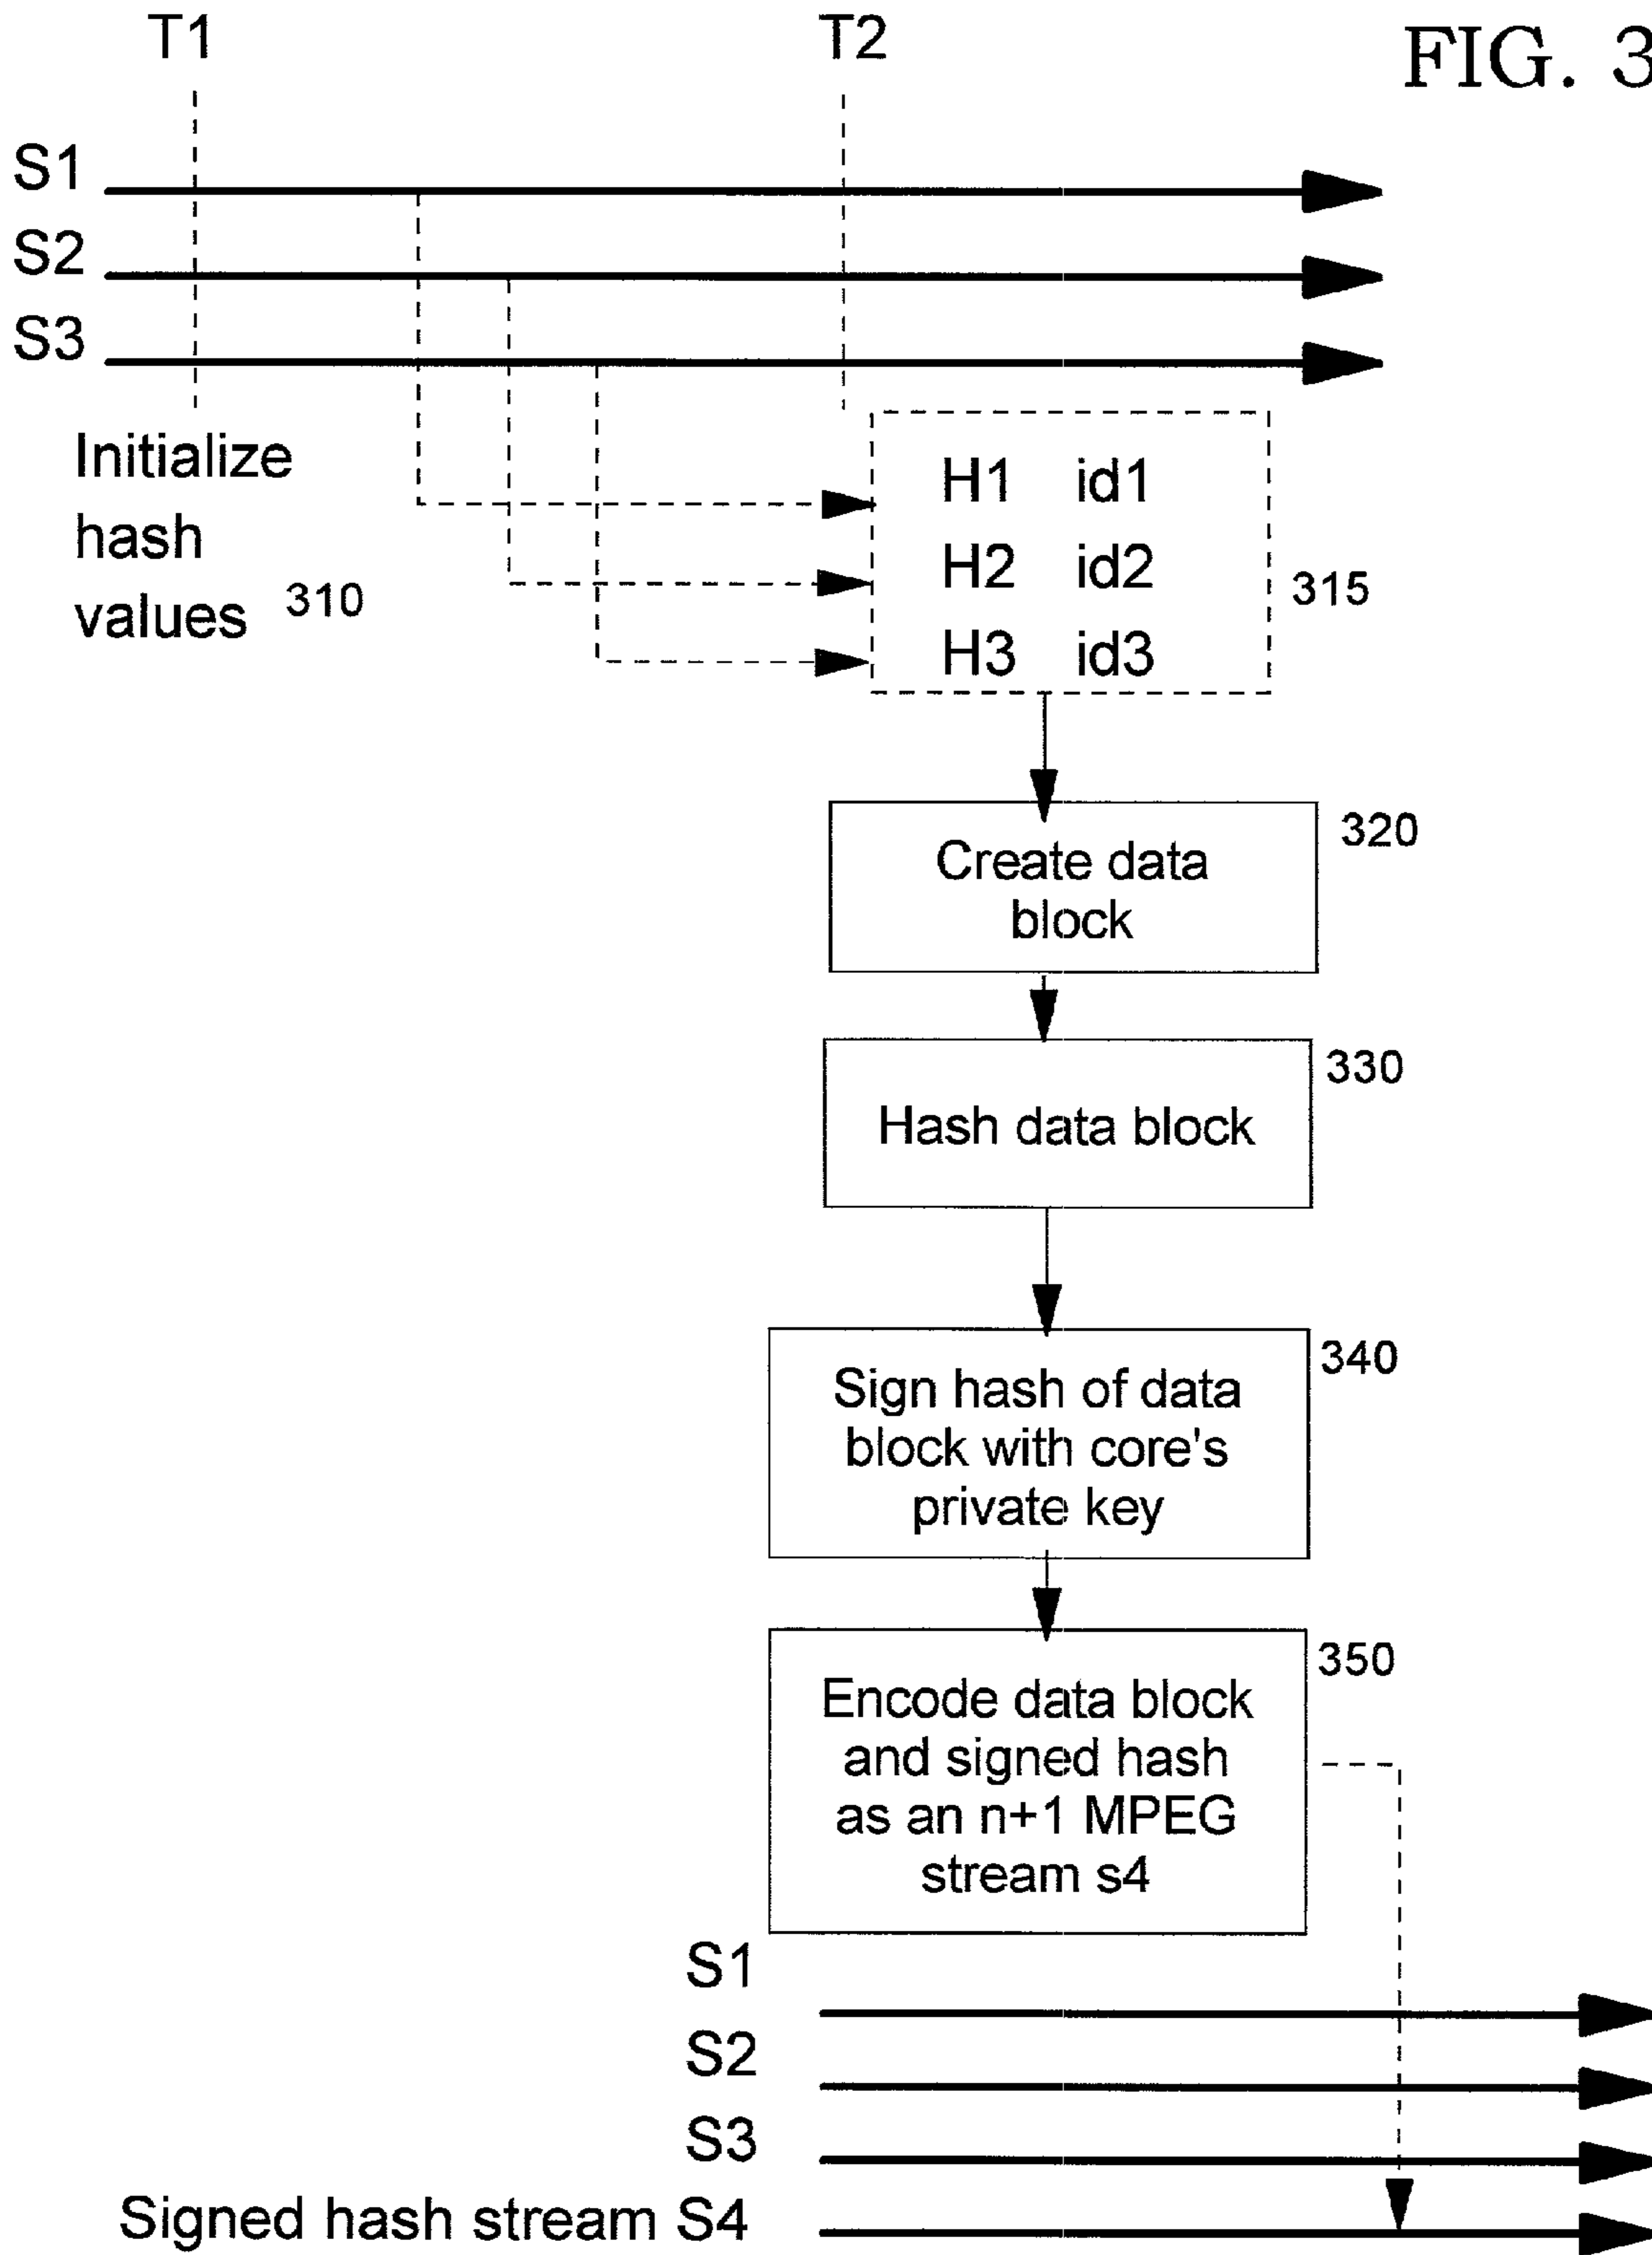 T1 T2 FIG. 3
S1
S2
S3
Initialize
hash
values 310
H1 id1
H2 id2
H3 id3
315
Create data
block
320
Hash data block
330
Sign hash of data
block with core's
private key
340
Encode data block
and signed hash
as an n+1 MPEG
stream s4
350
S1
S2
S3
Signed hash stream S4